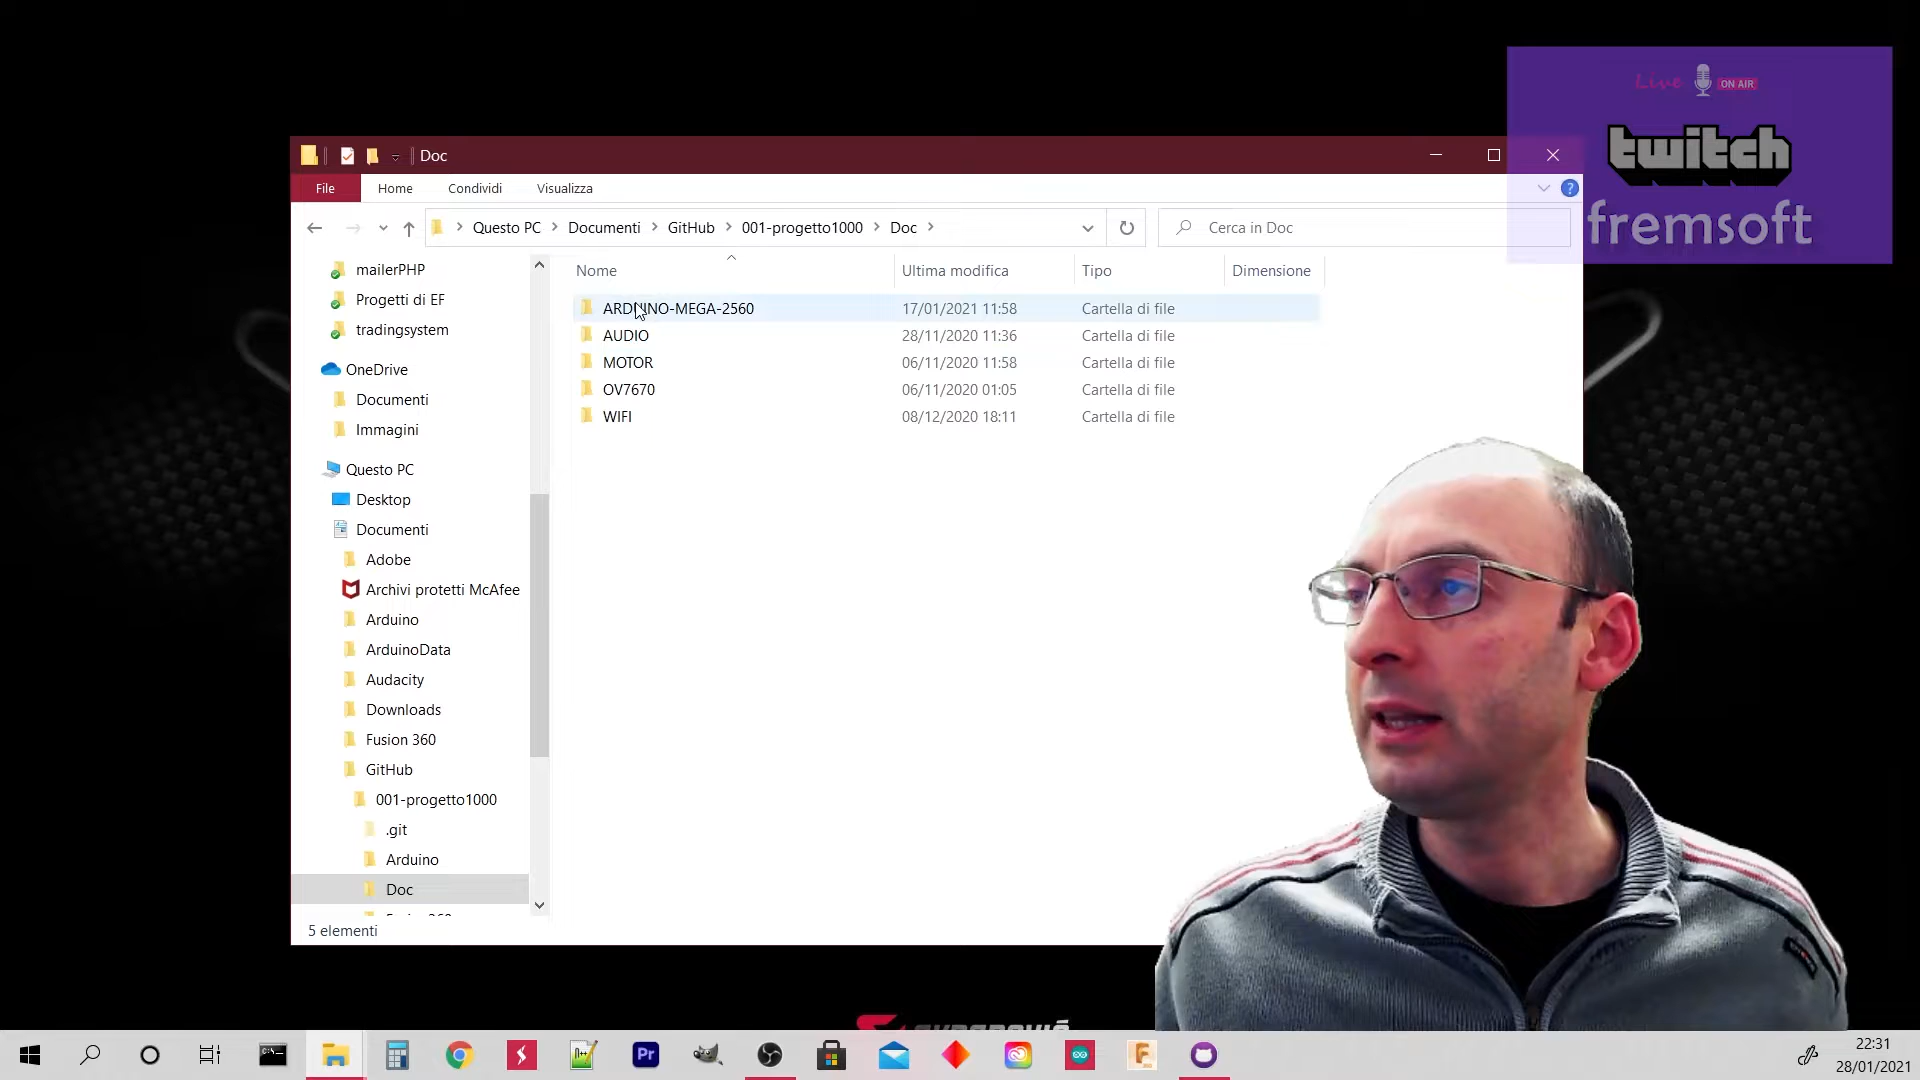 Live ON AIR
twitch
fremsoft
Doc
File Home Condividi Visualizza
Questo PC Documenti GitHub 001-progetto1000 Doc
Cerca in Doc
Nome Ultima modifica Tipo Dimensione
ARDUINO-MEGA-2560 17/01/2021 11:58 Cartella di file
AUDIO 28/11/2020 11:36 Cartella di file
MOTOR 06/11/2020 11:58 Cartella di file
OV7670 06/11/2020 01:05 Cartella di file
WIFI 08/12/2020 18:11 Cartella di file
mailerPHP
Progetti di EF
tradingsystem
OneDrive
Documenti
Immagini
Questo PC
Desktop
Documenti
Adobe
Archivi protetti McAfee
Arduino
ArduinoData
Audacity
Downloads
Fusion 360
GitHub
001-progetto1000
.git
Arduino
Doc
5 elementi
Pr
22:31
28/01/2021